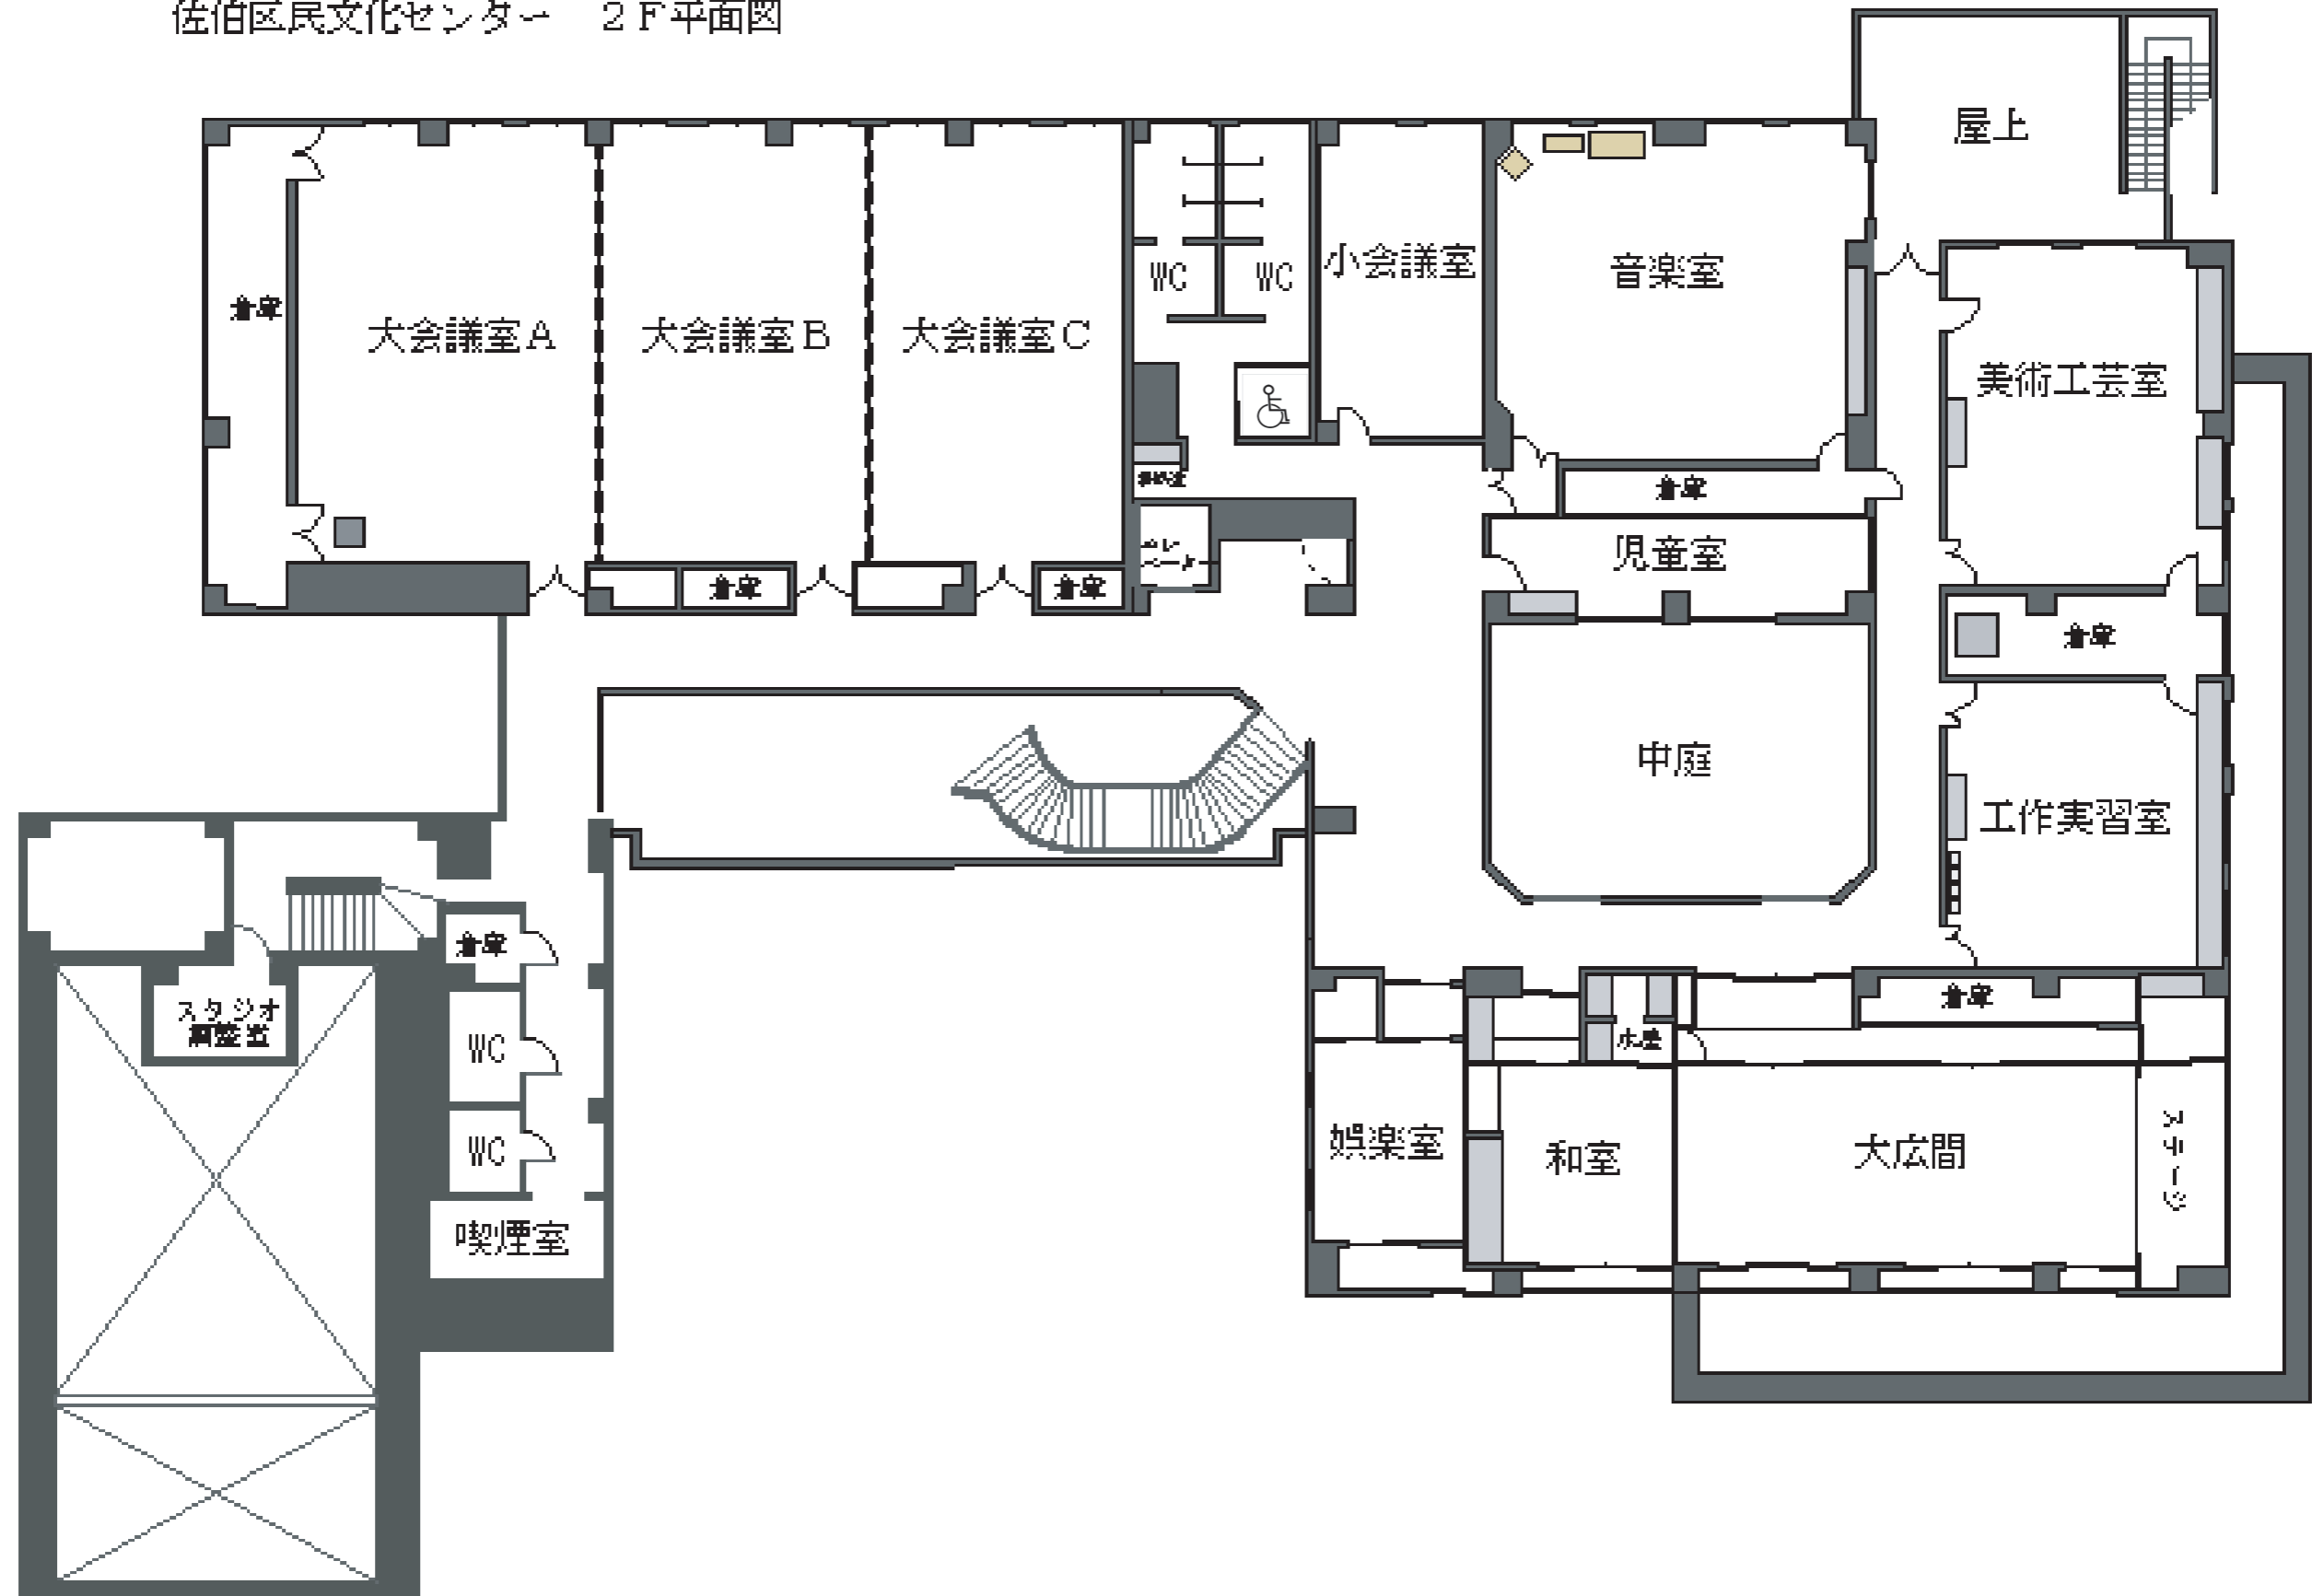 佐伯区民文化センター　２Ｆ平面図
屋上
倉庫
大会議室Ａ
大会議室Ｂ
大会議室Ｃ
WC
WC
小会議室
音楽室
美術工芸室
倉庫
児童室
倉庫
倉庫
倉庫
中庭
工作実習室
倉庫
スタジオ
調整室
WC
WC
喫煙室
倉庫
水屋
娯楽室
和室
大広間
ステージ